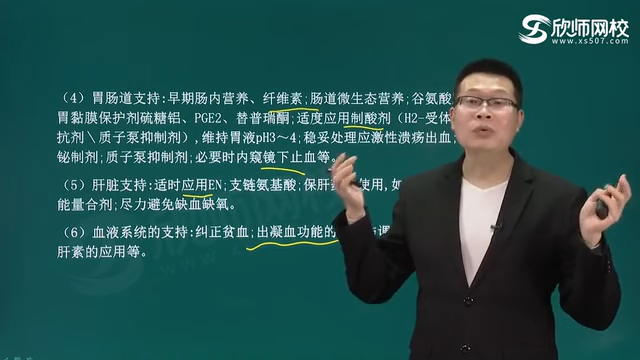 欣师网校
www.xs507.com
(4)胃肠道支持:早期肠内营养、纤维素;肠道微生态营养;谷氨酸
胃黏膜保护剂硫糖铝、PGE2、替普瑞酮;适度应用制酸剂(H2-受体
抗剂\质子泵抑制剂),维持胃液pH3～4;稳妥处理应激性溃疡出血
铋制剂;质子泵抑制剂;必要时内窥镜下止血等。
(5)肝脏支持:适时应用EN;支链氨基酸;保肝 使用,如
能量合剂;尽力避免缺血缺氧。
(6)血液系统的支持:纠正贫血;出凝血功能的 调
肝素的应用等。